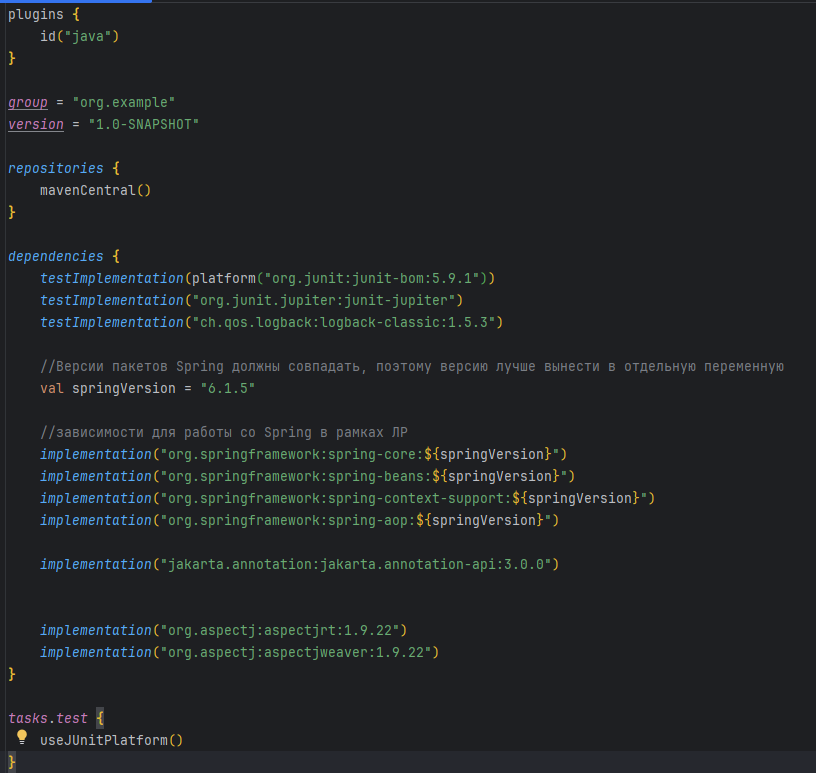 plugins {
    id("java")
}

group = "org.example"
version = "1.0-SNAPSHOT"

repositories {
    mavenCentral()
}

dependencies {
    testImplementation(platform("org.junit:junit-bom:5.9.1"))
    testImplementation("org.junit.jupiter:junit-jupiter")
    testImplementation("ch.qos.logback:logback-classic:1.5.3")

    //Версии пакетов Spring должны совпадать, поэтому версию лучше вынести в отдельную переменную
    val springVersion = "6.1.5"

    //зависимости для работы со Spring в рамках ЛР
    implementation("org.springframework:spring-core:${springVersion}")
    implementation("org.springframework:spring-beans:${springVersion}")
    implementation("org.springframework:spring-context-support:${springVersion}")
    implementation("org.springframework:spring-aop:${springVersion}")

    implementation("jakarta.annotation:jakarta.annotation-api:3.0.0")


    implementation("org.aspectj:aspectjrt:1.9.22")
    implementation("org.aspectj:aspectjweaver:1.9.22")
}

tasks.test {
    useJUnitPlatform()
}